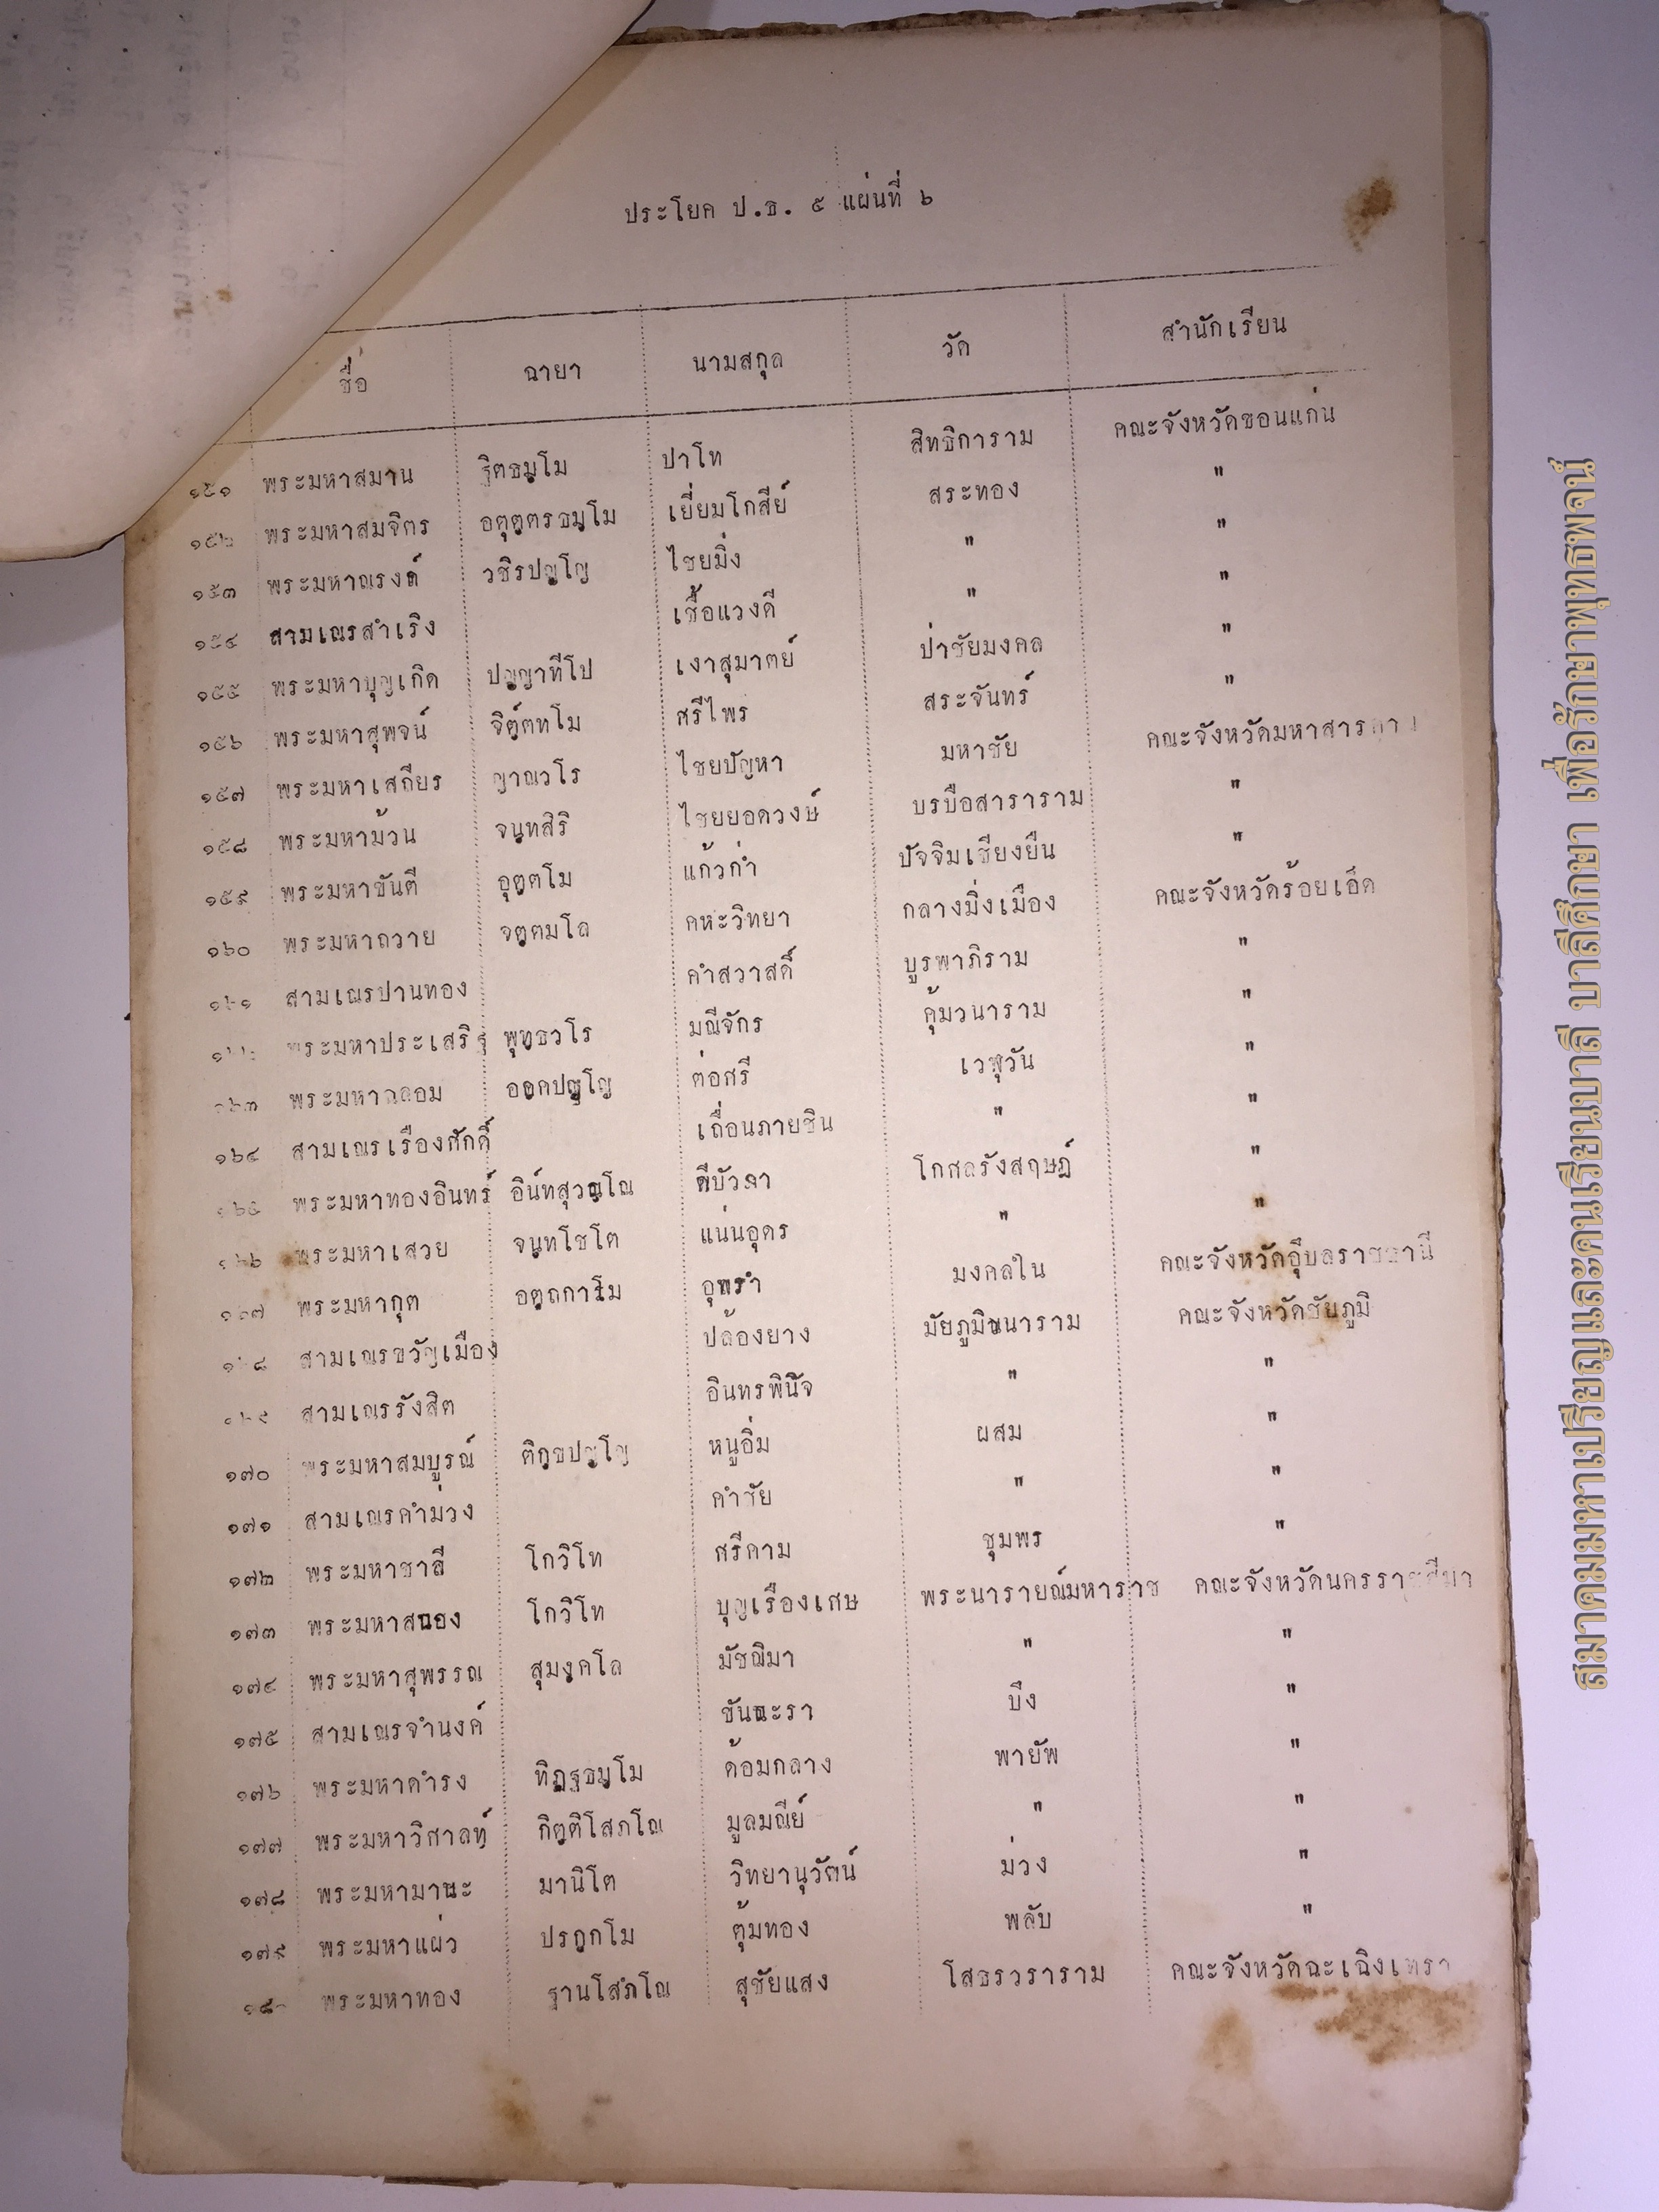 ประโยค ป.ธ. ๕ แผ่นที่ ๖
ชื่อ ฉายา นามสกุล วัด สำนักเรียน
๑๕๑ พระมหาสมาน ฐิตธมฺโม ปาโท สิทธิการาม คณะจังหวัดขอนแก่น
๑๕๒ พระมหาสมจิตร อตฺตุตรธมฺโม เยี่ยมโกสีย์ สระทอง "
๑๕๓ พระมหาณรงค์ วชิรปญฺโญ ไชยมิ่ง " "
๑๕๔ สามเณรสำเริง เชื้อแวงดี " "
๑๕๕ พระมหาบุญเกิด ปญฺญาทีโป เงาสุมาตย์ ป่าชัยมงคล "
๑๕๖ พระมหาสุพจน์ จิต์ตทโม ศรีไพร สระจันทร์ "
๑๕๗ พระมหาเสถียร ญาณวโร ไชยปัญหา มหาชัย คณะจังหวัดมหาสารคาม
๑๕๘ พระมหาม้วน จนฺทสิริ ไชยยอดวงษ์ บรบือสาราราม "
๑๕๙ พระมหาขันตี อุตฺตโม แก้วก่ำ ปัจจิมเชียงยืน "
๑๖๐ พระมหาถวาย จตฺตมโล คหะวิทยา กลางมิ่งเมือง คณะจังหวัดร้อยเอ็ด
๑๖๑ สามเณรปานทอง คำสวาสดิ์ บูรพาภิราม "
พระมหาประเสริฐ พุทฺธวโร มณีจักร คุ้มวนาราม "
๑๖๓ พระมหาถลอม ต่อศรี เวฬุวัน "
๑๖๔ สามเณรเรืองศักดิ์ เถื่อนภายชิน " "
๑๖๕ พระมหาทองอินทร์ อินํทสุวณฺโณ โกศลรังสฤษฎ์ "
๑๖๖ พระมหาเสวย จนฺทโชโต แน่นอุดร " "
๑๖๗ พระมหากุต อตฺถกาโม อุพรำ มงคลใน คณะจังหวัดอุบลราชธานี
๑๖๘ สามเณรขวัญเมือง ปล้องยาง คณะจังหวัดชัยภูมิ
๑๖๙ สามเณรรังสิต อินทรพินิจ " "
๑๗๐ พระมหาสมบูรณ์ ติกฺขปญฺโญ หนูอิ่ม ผสม "
๑๗๑ สามเณรคำม่วง คำชัย " "
๑๗๒ พระมหาชาลี โกวิโท ศรีคาม ชุมพร "
๑๗๓ พระมหาสนอง โกวิโท บุญเรืองเศษ พระนารายณ์มหาราช คณะจังหวัดนครราชสีมา
๑๗๔ พระมหาสุพรรณ สุมงฺคโล มัชฌิมา " "
๑๗๕ สามเณรจำนงค์ ขันฉะรา บึง "
๑๗๖ พระมหาดำรง ทิฏฺฐธมฺโม ด้อมกลาง พายัพ "
๑๗๗ พระมหาวิศาลท์ กิตฺติโสภโณ มูลมณีย์ " "
๑๗๘ พระมหามานะ มานิโต วิทยานุวัตน์ ม่วง "
๑๗๙ พระมหาแผ่ว ปรกฺกโม ตุ้มทอง พลับ "
๑๘๐ พระมหาทอง ฐานโสภโณ สุชัยแสง โสธรวราราม คณะจังหวัดฉะเฉิงเทรา
สมาคมมหาเปรียญและคนเรียนบาลี บาลีศึกษา เพื่อรักษาพุทธพจน์